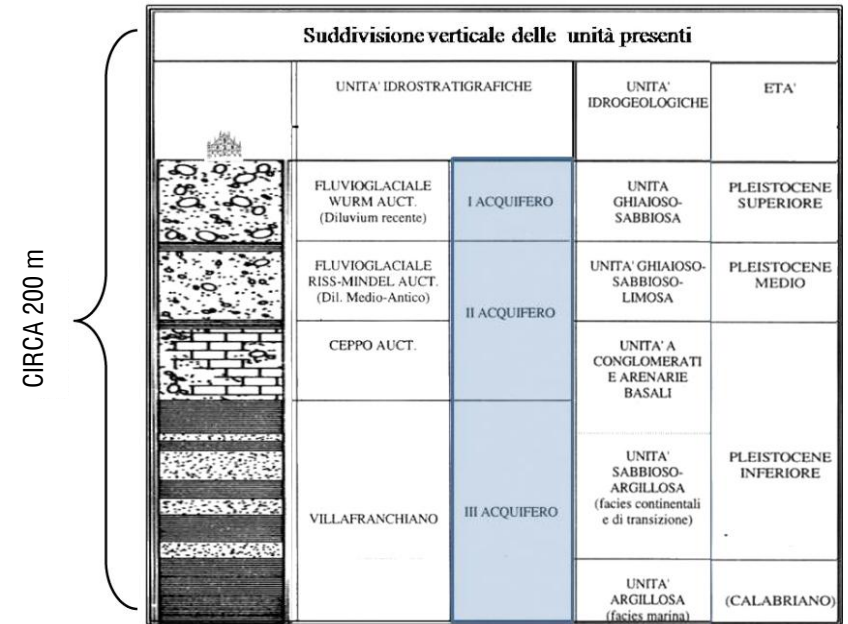 CIRCA 200 m
Suddivisione verticale delle unità presenti
UNITA' IDROSTRATIGRAFICHE
UNITA'
IDROGEOLOGICHE
ETA'
FLUVIOGLACIALE
WURM AUCT.
(Diluvium recente)
I ACQUIFERO
UNITA
GHIAIOSO-
SABBIOSA
PLEISTOCENE
SUPERIORE
FLUVIOGLACIALE
RISS-MINDEL AUCT.
(Dil. Medio-Antico)
II ACQUIFERO
UNITA' GHIAIOSO-
SABBIOSO-
LIMOSA
PLEISTOCENE
MEDIO
CEPPO AUCT.
UNITA' A
CONGLOMERATI
E ARENARIE
BASALI
PLEISTOCENE
INFERIORE
VILLAFRANCHIANO
III ACQUIFERO
UNITA'
SABBIOSO-
ARGILLOSA
(facies continentali
e di transizione)
UNITA'
ARGILLOSA
(facies marina)
(CALABRIANO)